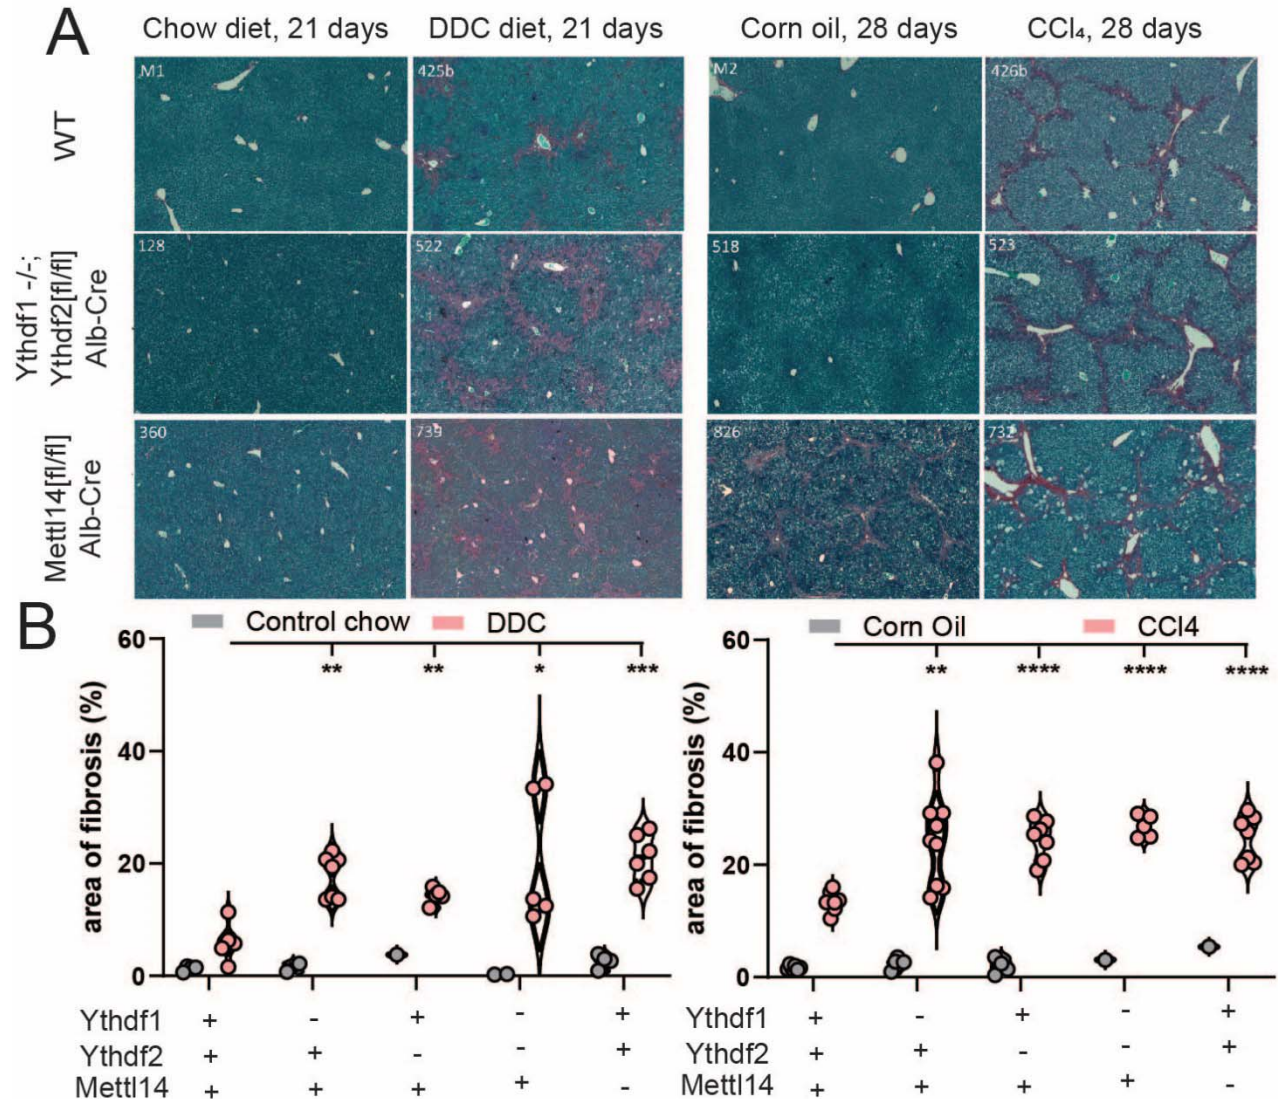 A
Chow diet, 21 days
DDC diet, 21 days
Corn oil, 28 days
CCl₄, 28 days
WT
M1
425b
M2
426b
Ythdf1 -/-;
Ythdf2[fl/fl]
Alb-Cre
128
522
518
523
Mettl14[fl/fl]
Alb-Cre
360
739
826
732
B
Control chow
DDC
area of fibrosis (%)
60
40
20
0
** ** * ***
Ythdf1 + - + - +
Ythdf2 + + - - +
Mettl14 + + + + -
Corn Oil
CCl4
area of fibrosis (%)
60
40
20
0
** **** **** ****
Ythdf1 + - + - +
Ythdf2 + + - - +
Mettl14 + + + + -